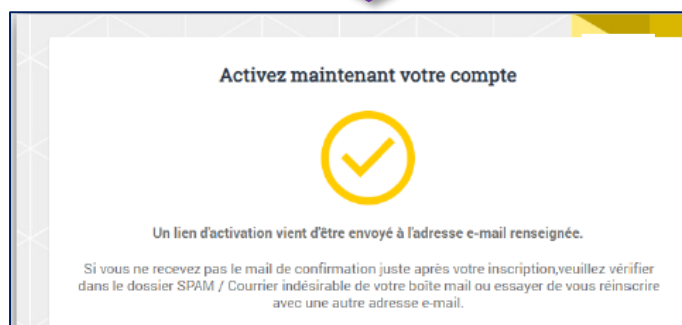 Activez maintenant votre compte
Un lien d'activation vient d'être envoyé à l'adresse e-mail renseignée.
Si vous ne recevez pas le mail de confirmation juste après votre inscription,veuillez vérifier
dans le dossier SPAM / Courrier indésirable de votre boîte mail ou essayer de vous réinscrire
avec une autre adresse e-mail.